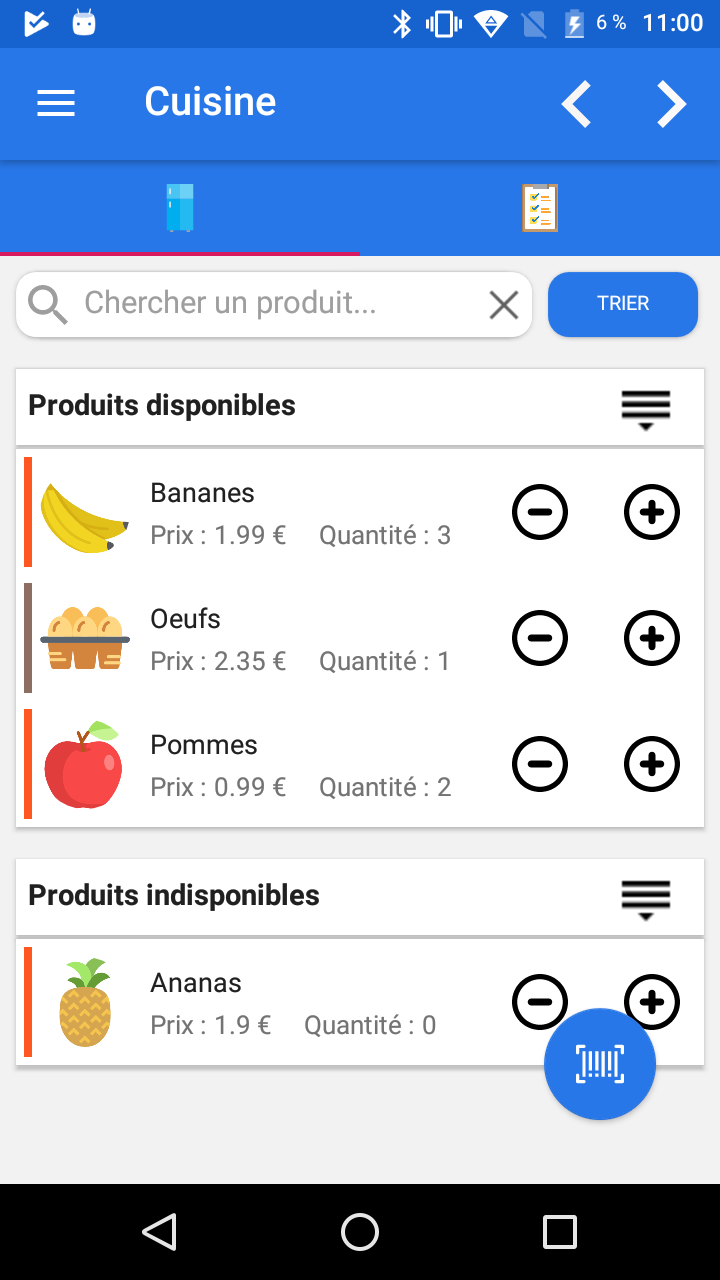 6 % 11:00
Cuisine
Chercher un produit...
TRIER
Produits disponibles
Bananes
Prix : 1.99 € Quantité : 3
Oeufs
Prix : 2.35 € Quantité : 1
Pommes
Prix : 0.99 € Quantité : 2
Produits indisponibles
Ananas
Prix : 1.9 € Quantité : 0